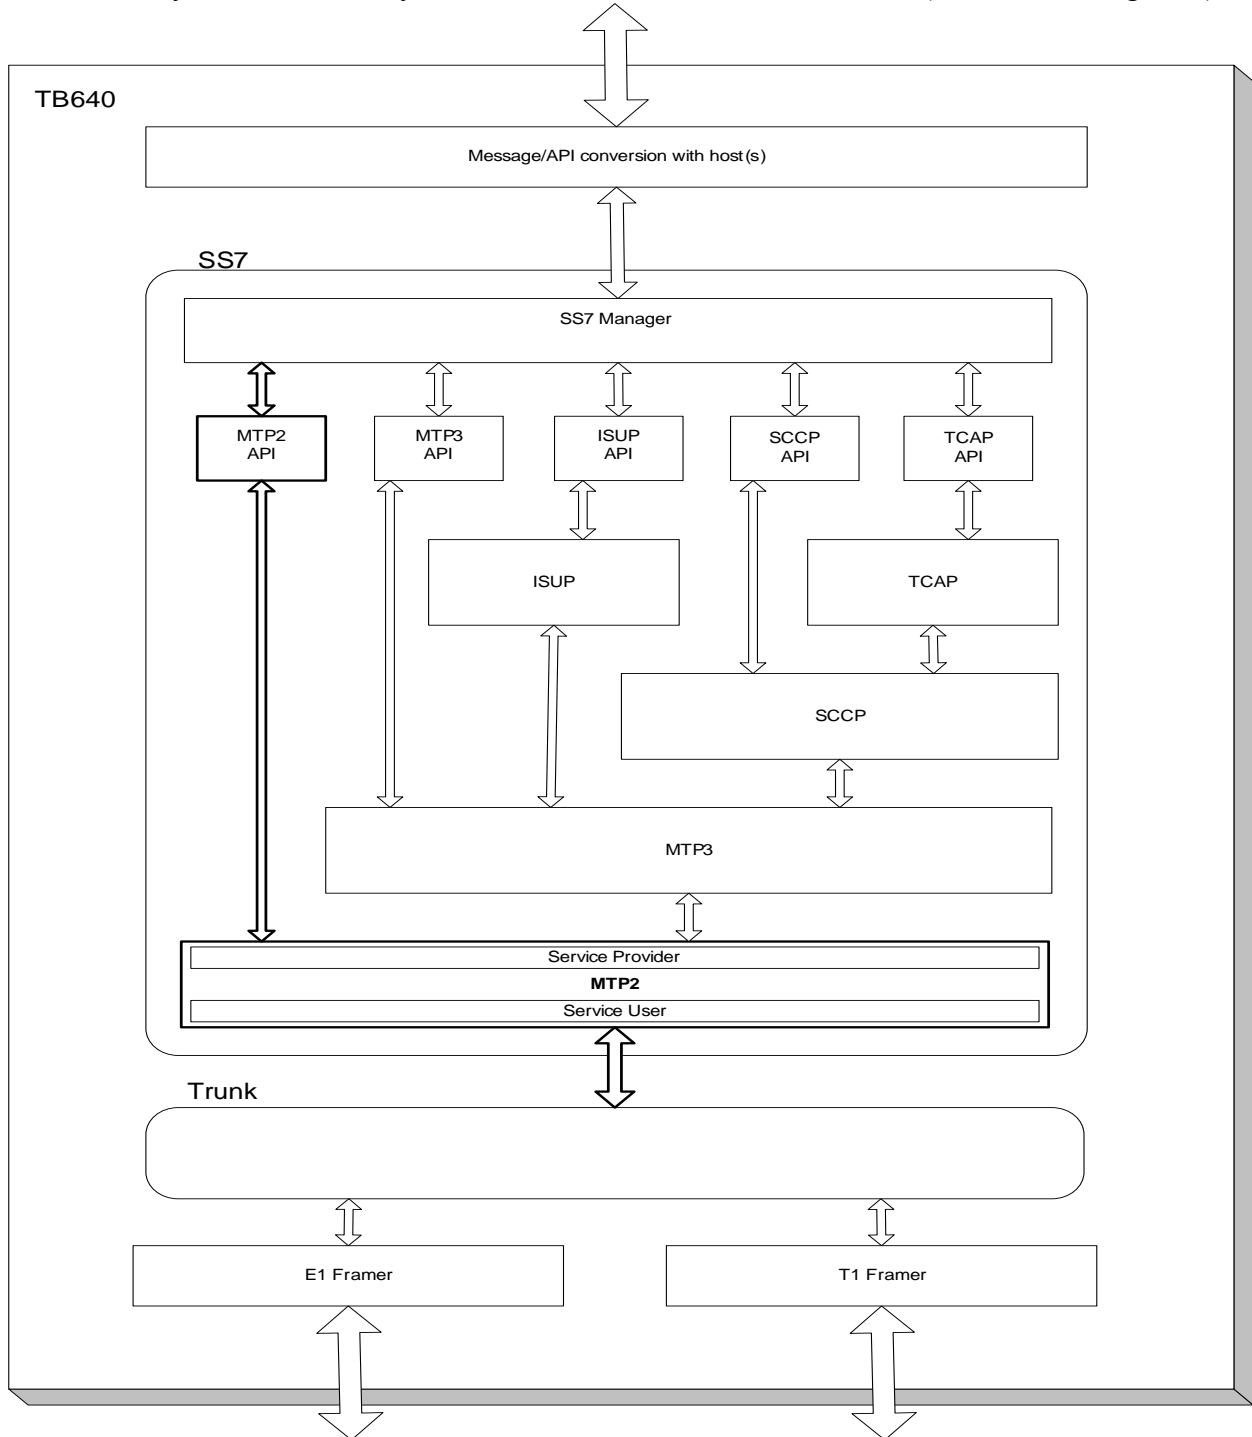 TB640
Message/API conversion with host(s)
SS7
SS7 Manager
MTP2
API
MTP3
API
ISUP
API
SCCP
API
TCAP
API
ISUP
TCAP
SCCP
MTP3
Service Provider
MTP2
Service User
Trunk
E1 Framer
T1 Framer